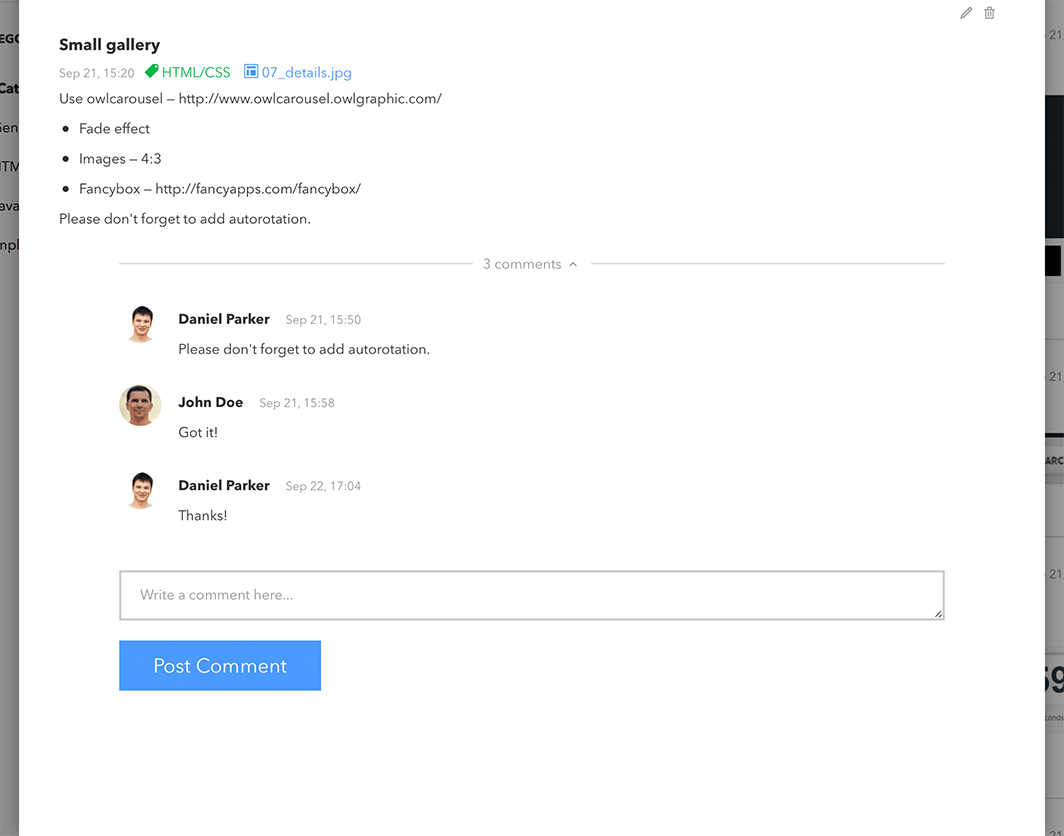 Small gallery
Sep 21, 15:20 HTML/CSS 07_details.jpg
Use owlcarousel – http://www.owlcarousel.owlgraphic.com/
Fade effect
Images – 4:3
Fancybox – http://fancyapps.com/fancybox/
Please don't forget to add autorotation.
3 comments
Daniel Parker Sep 21, 15:50
Please don't forget to add autorotation.
John Doe Sep 21, 15:58
Got it!
Daniel Parker Sep 22, 17:04
Thanks!
Write a comment here...
Post Comment
21
21
21